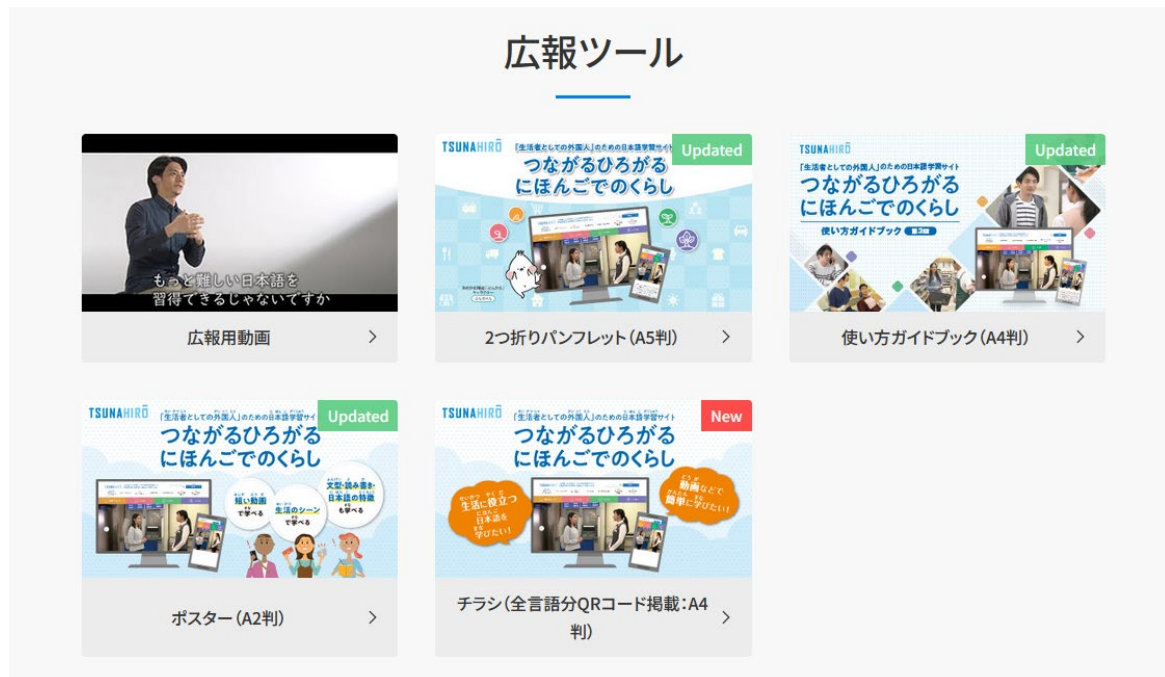 広報ツール
もっと難しい日本語を
習得できるじゃないですか
広報用動画
TSUNAHIRŌ
「生活者としての外国人」のための日本語学習サイト
Updated
つながるひろがる
にほんごでのくらし
2つ折りパンフレット(A5判)
TSUNAHIRŌ
Updated
「生活者としての外国人」のための日本語学習サイト
つながるひろがる
にほんごでのくらし
使い方ガイドブック
使い方ガイドブック(A4判)
TSUNAHIRŌ
「生活者としての外国人」のための日本語学習サイト
Updated
つながるひろがる
にほんごでのくらし
短い動画
で学べる
生活のシーン
で学べる
文型・読み書き・
日本語の特徴
も学べる
ポスター(A2判)
TSUNAHIRŌ
「生活者としての外国人」のための日本語学習サイト
New
つながるひろがる
にほんごでのくらし
生活に役立つ
日本語を
学びたい!
動画などで
簡単に学びたい!
チラシ(全言語分QRコード掲載:A4
判)